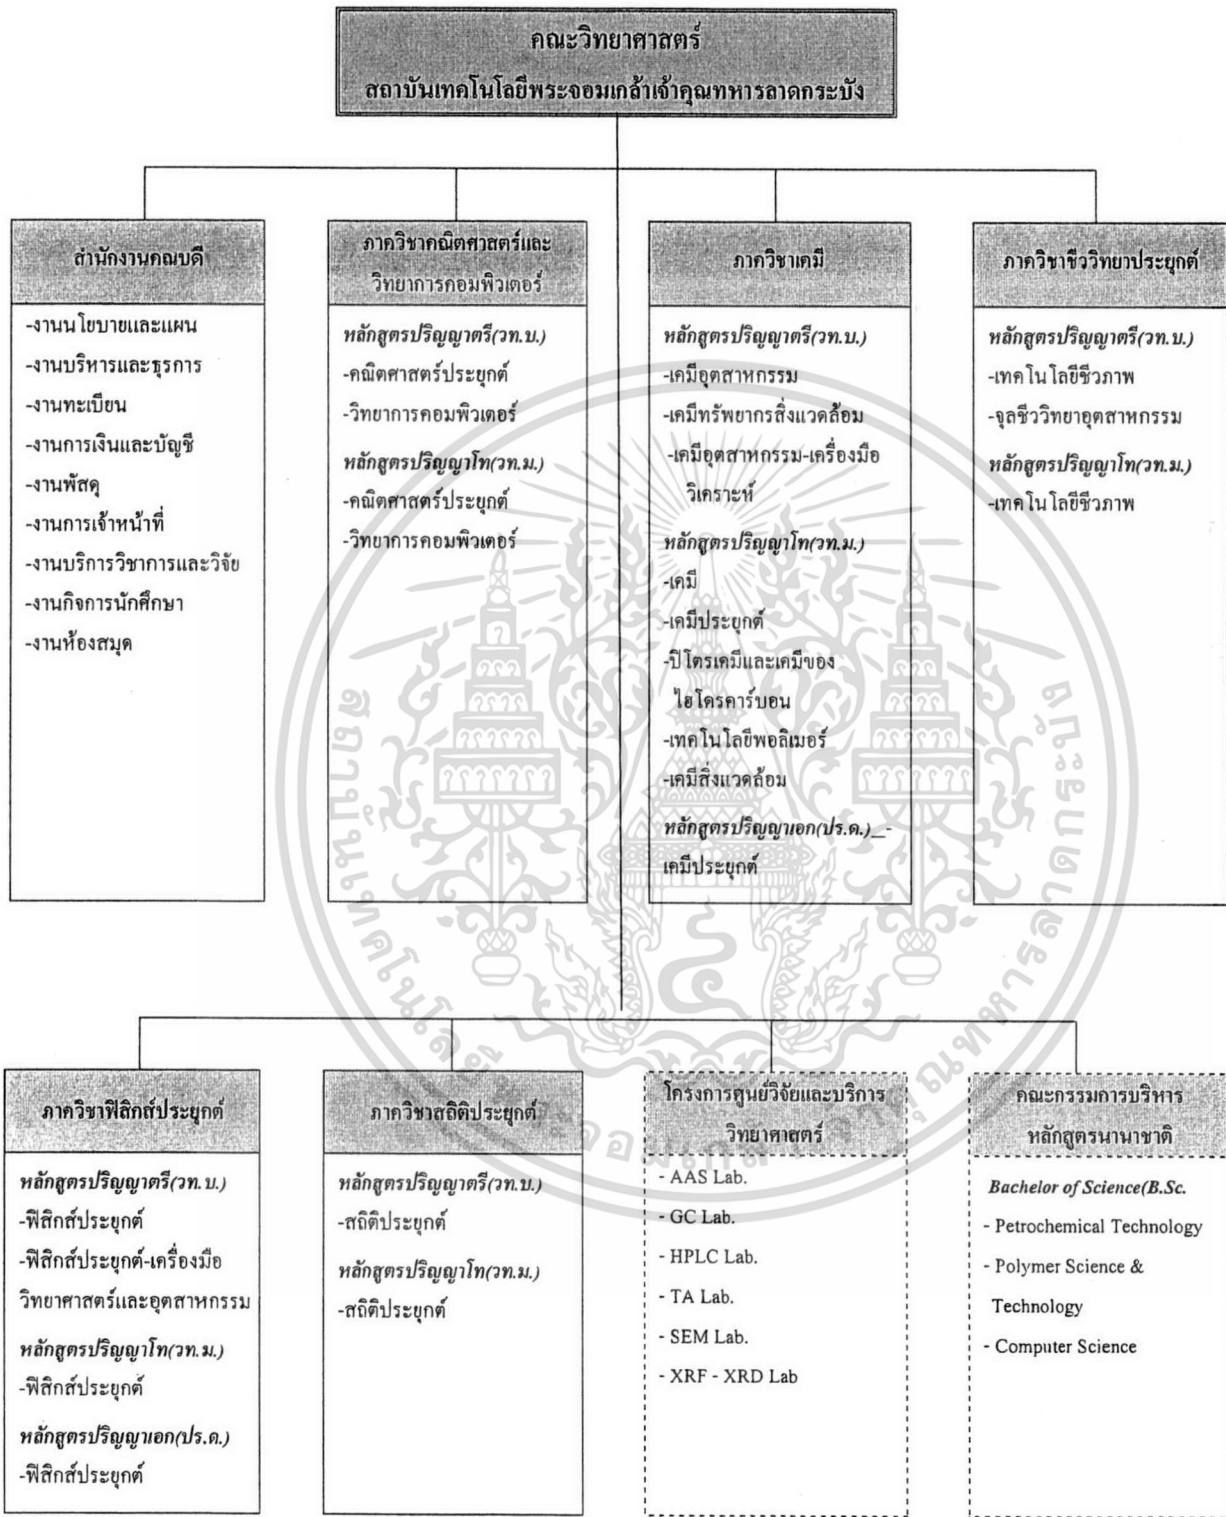 คณะวิทยาศาสตร์
สถาบันเทคโนโลยีพระจอมเกล้าเจ้าคุณทหารลาดกระบัง
สำนักงานคณบดี
-งานนโยบายและแผน
-งานบริหารและธุรการ
-งานทะเบียน
-งานการเงินและบัญชี
-งานพัสดุ
-งานการเจ้าหน้าที่
-งานบริการวิชาการและวิจัย
-งานกิจการนักศึกษา
-งานห้องสมุด
ภาควิชาคณิตศาสตร์และ
วิทยาการคอมพิวเตอร์
หลักสูตรปริญญาตรี(วท.บ.)
-คณิตศาสตร์ประยุกต์
-วิทยาการคอมพิวเตอร์
หลักสูตรปริญญาโท(วท.ม.)
-คณิตศาสตร์ประยุกต์
-วิทยาการคอมพิวเตอร์
ภาควิชาเคมี
หลักสูตรปริญญาตรี(วท.บ.)
-เคมีอุตสาหกรรม
-เคมีทรัพยากรสิ่งแวดล้อม
-เคมีอุตสาหกรรม-เครื่องมือ
วิเคราะห์
หลักสูตรปริญญาโท(วท.ม.)
-เคมี
-เคมีประยุกต์
-ปิโตรเคมีและเคมีของ
ไฮโดรคาร์บอน
-เทคโนโลยีพอลิเมอร์
-เคมีสิ่งแวดล้อม
หลักสูตรปริญญาเอก(ปร.ด.)_-
เคมีประยุกต์
ภาควิชาชีววิทยาประยุกต์
หลักสูตรปริญญาตรี(วท.บ.)
-เทคโนโลยีชีวภาพ
-จุลชีววิทยาอุตสาหกรรม
หลักสูตรปริญญาโท(วท.ม.)
-เทคโนโลยีชีวภาพ
ภาควิชาฟิสิกส์ประยุกต์
หลักสูตรปริญญาตรี(วท.บ.)
-ฟิสิกส์ประยุกต์
-ฟิสิกส์ประยุกต์-เครื่องมือ
วิทยาศาสตร์และอุตสาหกรรม
หลักสูตรปริญญาโท(วท.ม.)
-ฟิสิกส์ประยุกต์
หลักสูตรปริญญาเอก(ปร.ด.)
-ฟิสิกส์ประยุกต์
ภาควิชาสถิติประยุกต์
หลักสูตรปริญญาตรี(วท.บ.)
-สถิติประยุกต์
หลักสูตรปริญญาโท(วท.ม.)
-สถิติประยุกต์
โครงการศูนย์วิจัยและบริการ
วิทยาศาสตร์
- AAS Lab.
- GC Lab.
- HPLC Lab.
- TA Lab.
- SEM Lab.
- XRF - XRD Lab
คณะกรรมการบริหาร
หลักสูตรนานาชาติ
Bachelor of Science(B.Sc.
- Petrochemical Technology
- Polymer Science &
Technology
- Computer Science